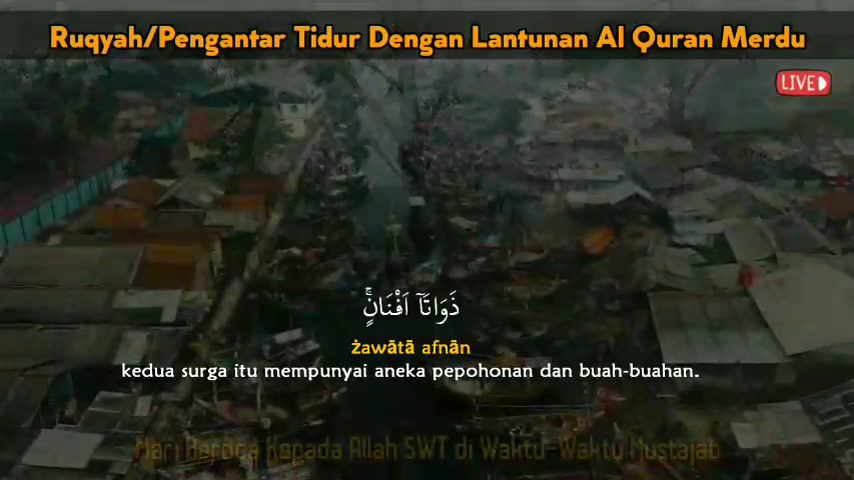 Ruqyah/Pengantar Tidur Dengan Lantunan Al Quran Merdu
LIVE
ذَوَاتَآ اَفْنَانٍۚ
żawātā afnān
kedua surga itu mempunyai aneka pepohonan dan buah-buahan.
Mari Berdoa Kepada Allah SWT di Waktu-Waktu Mustajab